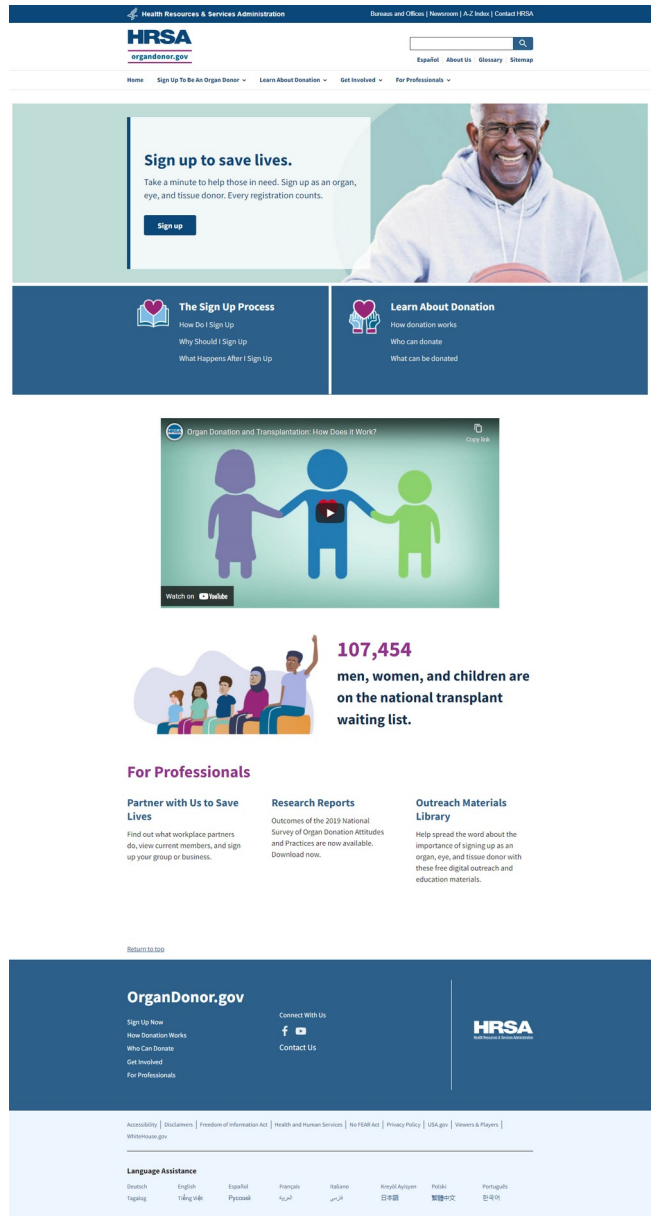 Health Resources & Services Administration
Bureaus and Offices | Newsroom | A-Z Index | Contact HRSA
HRSA
organdonor.gov
Español About Us Glossary Sitemap
Home Sign Up To Be An Organ Donor Learn About Donation Get Involved For Professionals
Sign up to save lives.
Take a minute to help those in need. Sign up as an organ,
eye, and tissue donor. Every registration counts.
Sign up
The Sign Up Process
How Do I Sign Up
Why Should I Sign Up
What Happens After I Sign Up
Learn About Donation
How donation works
Who can donate
What can be donated
HRSA
Organ Donation and Transplantation: How Does it Work?
Copy link
Watch on YouTube
107,454
men, women, and children are
on the national transplant
waiting list.
For Professionals
Partner with Us to Save
Lives
Find out what workplace partners
do, view current members, and sign
up your group or business.
Research Reports
Outcomes of the 2019 National
Survey of Organ Donation Attitudes
and Practices are now available.
Download now.
Outreach Materials
Library
Help spread the word about the
importance of signing up as an
organ, eye, and tissue donor with
these free digital outreach and
education materials.
Return to top
OrganDonor.gov
Sign Up Now
How Donation Works
Who Can Donate
Get Involved
For Professionals
Connect With Us
Contact Us
HRSA
Health Resources & Services Administration
Accessibility | Disclaimers | Freedom of Information Act | Health and Human Services | No FEAR Act | Privacy Policy | USA.gov | Viewers & Players |
WhiteHouse.gov
Language Assistance
Deutsch English Español Français Italiano Kreyòl Ayisyen Polski Português
Tagalog Tiếng Việt Русский العربية فارسی 日本語 繁體中文 한국어